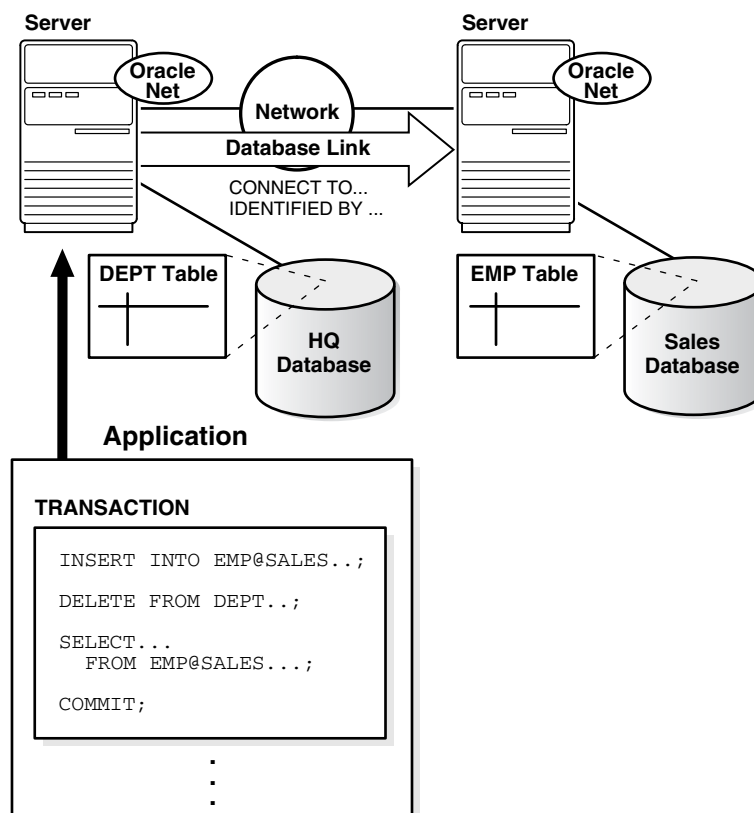 Server
Server
Oracle
Net
Oracle
Net
Network
Database Link
CONNECT TO...
IDENTIFIED BY ...
DEPT Table
EMP Table
HQ
Database
Sales
Database
Application
TRANSACTION
INSERT INTO EMP@SALES..;
DELETE FROM DEPT..;
SELECT...
FROM EMP@SALES...;
COMMIT;